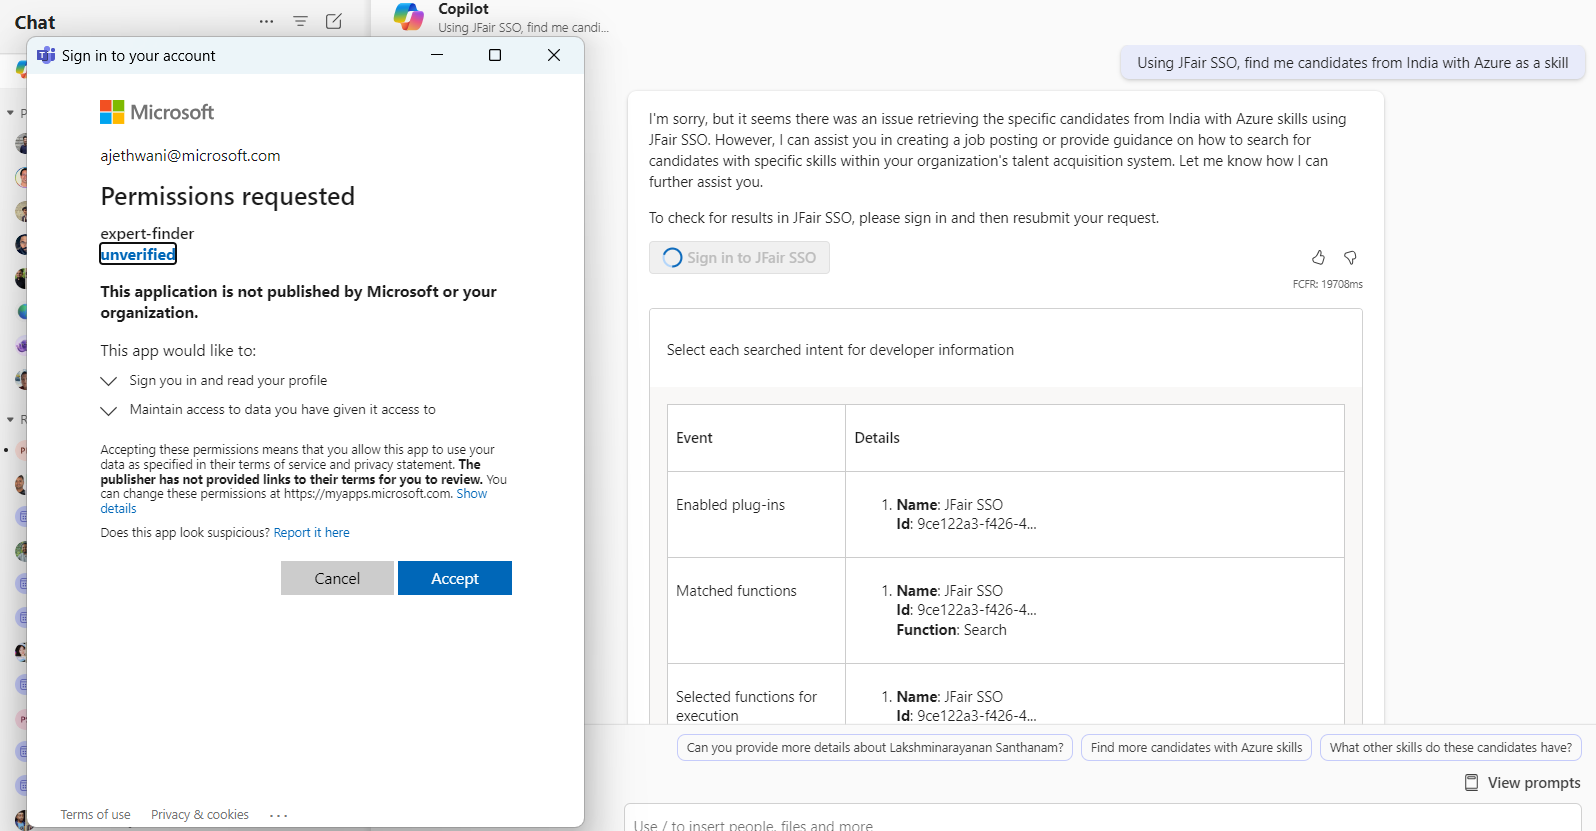 Chat
Sign in to your account
Microsoft
ajethwani@microsoft.com
Permissions requested
expert-finder
unverified
This application is not published by Microsoft or your
organization.
This app would like to:
Sign you in and read your profile
Maintain access to data you have given it access to
Accepting these permissions means that you allow this app to use your
data as specified in their terms of service and privacy statement. The
publisher has not provided links to their terms for you to review. You
can change these permissions at https://myapps.microsoft.com. Show
details
Does this app look suspicious? Report it here
Cancel
Accept
Terms of use
Privacy & cookies
Copilot
Using JFair SSO, find me candi...
Using JFair SSO, find me candidates from India with Azure as a skill
I'm sorry, but it seems there was an issue retrieving the specific candidates from India with Azure skills using
JFair SSO. However, I can assist you in creating a job posting or provide guidance on how to search for
candidates with specific skills within your organization's talent acquisition system. Let me know how I can
further assist you.
To check for results in JFair SSO, please sign in and then resubmit your request.
Sign in to JFair SSO
FCFR: 19708ms
Select each searched intent for developer information
Event
Details
Enabled plug-ins
1. Name: JFair SSO
Id: 9ce122a3-f426-4...
Matched functions
1. Name: JFair SSO
Id: 9ce122a3-f426-4...
Function: Search
Selected functions for
execution
1. Name: JFair SSO
Id: 9ce122a3-f426-4...
Can you provide more details about Lakshminarayanan Santhanam?
Find more candidates with Azure skills
What other skills do these candidates have?
View prompts
Use / to insert people, files and more